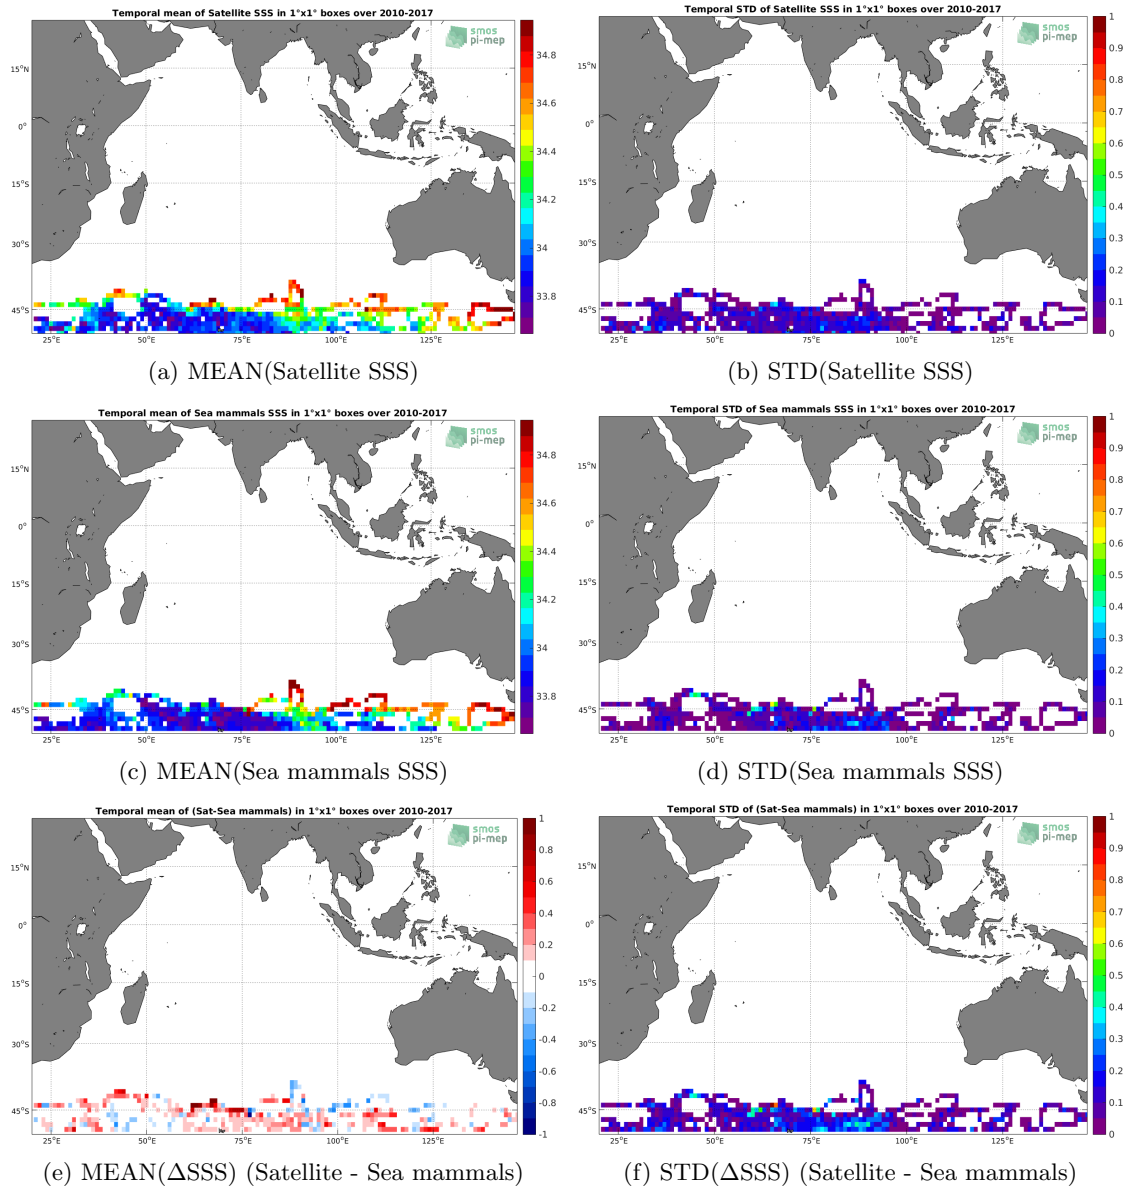 Temporal mean of Satellite SSS in 1°x1° boxes over 2010-2017
Temporal STD of Satellite SSS in 1°x1° boxes over 2010-2017
smos
pi-mep
34.8
34.6
34.4
34.2
34
33.8
15°N
0°
15°S
30°S
45°S
25°E
50°E
75°E
100°E
125°E
smos
pi-mep
1
0.9
0.8
0.7
0.6
0.5
0.4
0.3
0.2
0.1
0
15°N
0°
15°S
30°S
45°S
25°E
50°E
75°E
100°E
125°E
(a) MEAN(Satellite SSS)
(b) STD(Satellite SSS)
Temporal mean of Sea mammals SSS in 1°x1° boxes over 2010-2017
Temporal STD of Sea mammals SSS in 1°x1° boxes over 2010-2017
smos
pi-mep
34.8
34.6
34.4
34.2
34
33.8
15°N
0°
15°S
30°S
45°S
25°E
50°E
75°E
100°E
125°E
smos
pi-mep
1
0.9
0.8
0.7
0.6
0.5
0.4
0.3
0.2
0.1
0
15°N
0°
15°S
30°S
45°S
25°E
50°E
75°E
100°E
125°E
(c) MEAN(Sea mammals SSS)
(d) STD(Sea mammals SSS)
Temporal mean of (Sat-Sea mammals) in 1°x1° boxes over 2010-2017
Temporal STD of (Sat-Sea mammals) in 1°x1° boxes over 2010-2017
smos
pi-mep
1
0.8
0.6
0.4
0.2
0
-0.2
-0.4
-0.6
-0.8
-1
15°N
0°
15°S
30°S
45°S
25°E
50°E
75°E
100°E
125°E
smos
pi-mep
1
0.9
0.8
0.7
0.6
0.5
0.4
0.3
0.2
0.1
0
15°N
0°
15°S
30°S
45°S
25°E
50°E
75°E
100°E
125°E
(e) MEAN(ΔSSS) (Satellite - Sea mammals)
(f) STD(ΔSSS) (Satellite - Sea mammals)